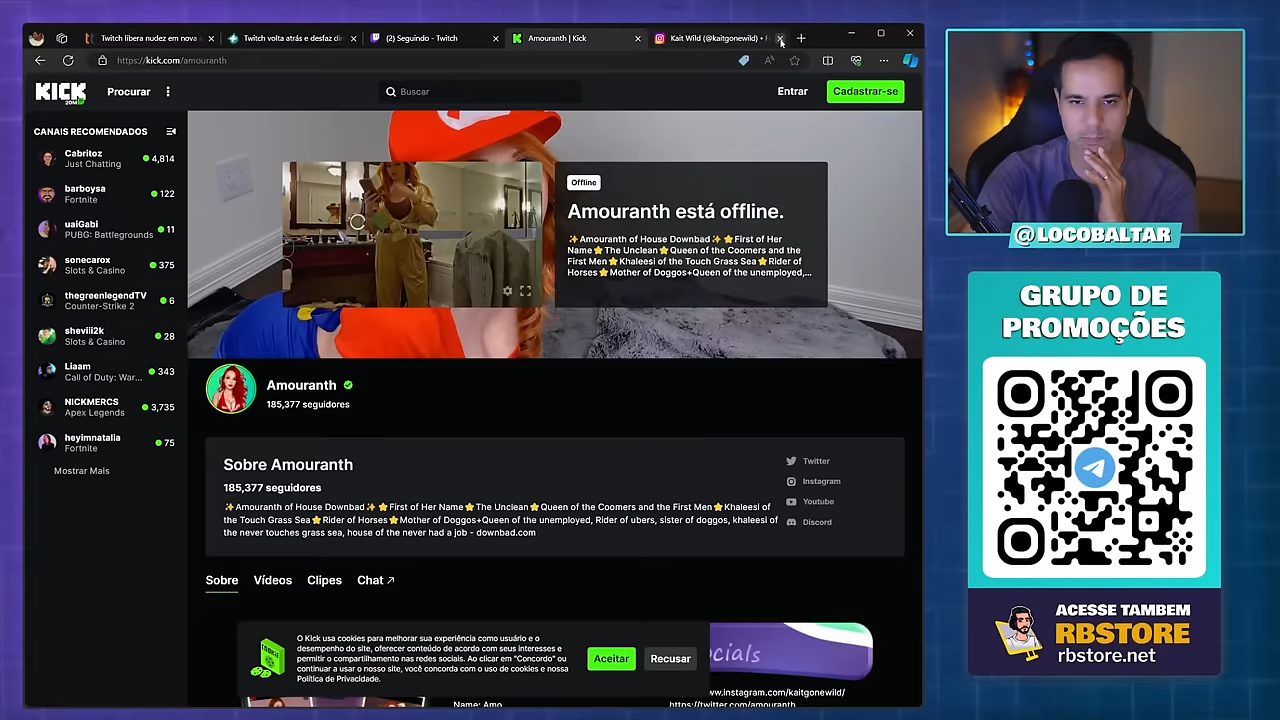 Twitch libera nudez em nova
Twitch volta atrás e desfaz di
(2) Seguindo - Twitch
Amouranth | Kick
Kait Wild (@kaitgonewild) •
https://kick.com/amouranth
KICK
Procurar
Buscar
Entrar
Cadastrar-se
CANAIS RECOMENDADOS
Cabritoz
Just Chatting
4,814
barboysa
Fortnite
122
uaiGabi
PUBG: Battlegrounds
11
sonecarox
Slots & Casino
375
thegreenlegendTV
Counter-Strike 2
6
sheviii2k
Slots & Casino
28
Liaam
Call of Duty: War...
343
NICKMERCS
Apex Legends
3,735
heyimnatalia
Fortnite
75
Mostrar Mais
Offline
Amouranth está offline.
✨Amouranth of House Downbad✨ ⭐First of Her
Name⭐The Unclean⭐Queen of the Coomers and the
First Men⭐Khaleesi of the Touch Grass Sea⭐Rider of
Horses⭐Mother of Doggos+Queen of the unemployed,...
Amouranth
185,377 seguidores
Sobre Amouranth
185,377 seguidores
✨Amouranth of House Downbad✨ ⭐First of Her Name⭐The Unclean⭐Queen of the Coomers and the First Men⭐Khaleesi of
the Touch Grass Sea⭐Rider of Horses⭐Mother of Doggos+Queen of the unemployed, Rider of ubers, sister of doggos, khaleesi of
the never touches grass sea, house of the never had a job - downbad.com
Twitter
Instagram
Youtube
Discord
Sobre
Vídeos
Clipes
Chat
O Kick usa cookies para melhorar sua experiência como usuário e o
desempenho do site, oferecer conteúdo de acordo com seus interesses e
permitir o compartilhamento nas redes sociais. Ao clicar em "Concordo" ou
continuar a usar o nosso site, você concorda com o uso de cookies e nossa
Política de Privacidade.
Aceitar
Recusar
ocials
ww.instagram.com/kaitgonewild/
https://twitter.com/amouranth
Name: Amo
@LOCOBALTAR
GRUPO DE
PROMOÇÕES
ACESSE TAMBEM
RBSTORE
rbstore.net